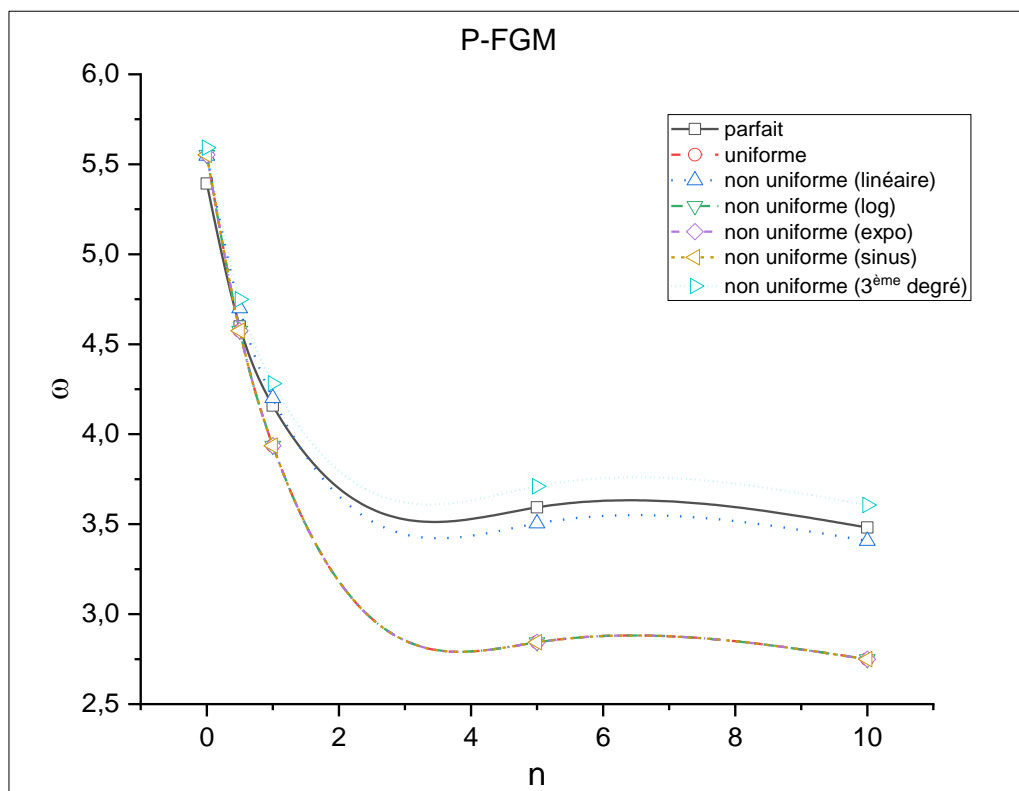 P-FGM
6,0
5,5
5,0
4,5
4,0
3,5
3,0
2,5
ω
parfait
uniforme
non uniforme (linéaire)
non uniforme (log)
non uniforme (expo)
non uniforme (sinus)
non uniforme (3ème degré)
0 2 4 6 8 10
n